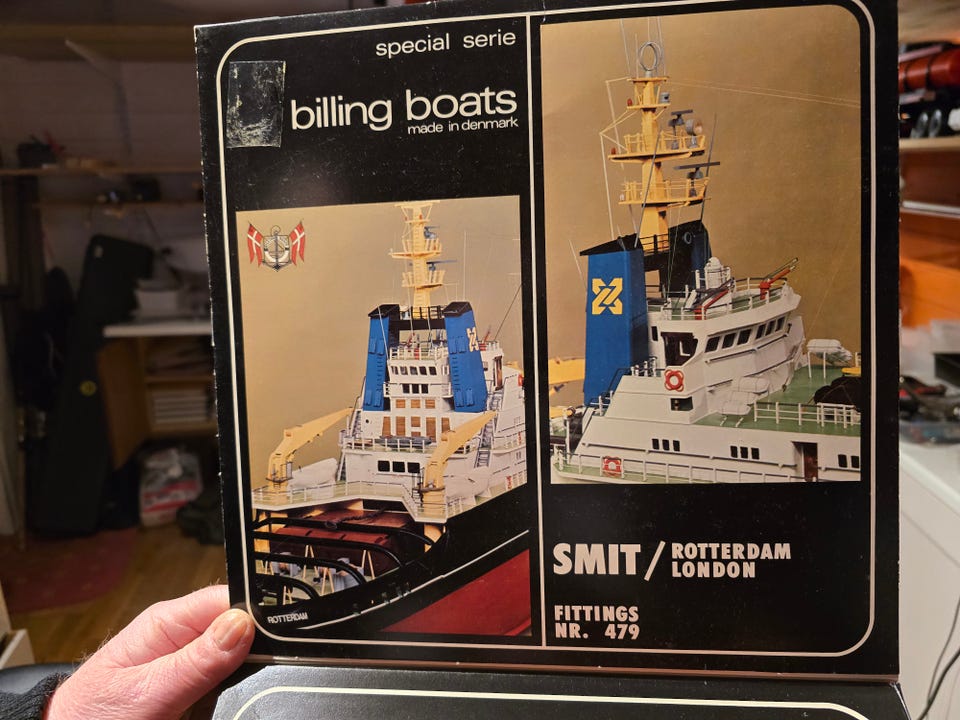 special serie
billing boats
made in denmark
ROTTERDAM
SMIT/ROTTERDAM
LONDON
FITTINGS
NR. 479